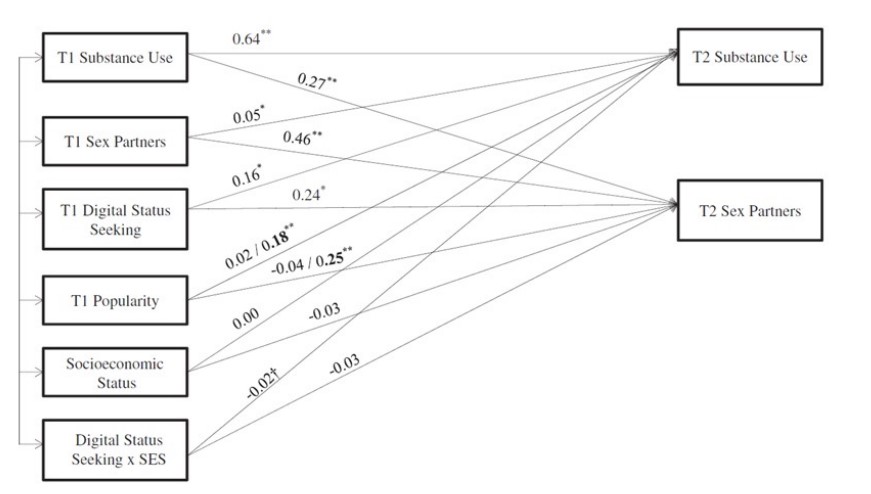 0.64**
T1 Substance Use
T2 Substance Use
0.27**
0.05*
T1 Sex Partners
0.46**
0.16*
0.24*
T1 Digital Status
Seeking
T2 Sex Partners
0.02 / 0.18**
-0.04 / 0.25**
T1 Popularity
0.00
-0.03
Socioeconomic
Status
-0.02†
-0.03
Digital Status
Seeking x SES